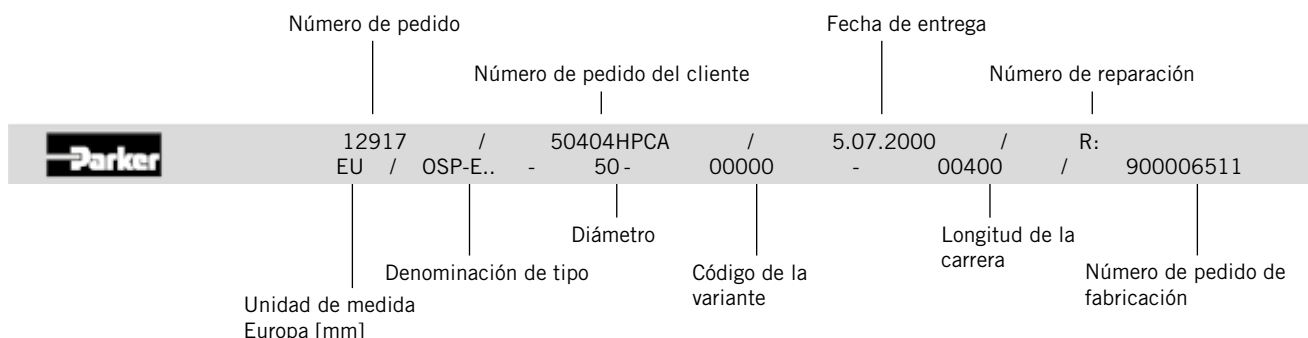 Número de pedido
Fecha de entrega
Número de pedido del cliente
Número de reparación
Parker
12917 / 50404HPCA / 5.07.2000 / R:
EU / OSP-E.. - 50 - 00000 - 00400 / 900006511
Diámetro
Longitud de la
carrera
Denominación de tipo
Código de la
variante
Número de pedido de
fabricación
Unidad de medida
Europa [mm]